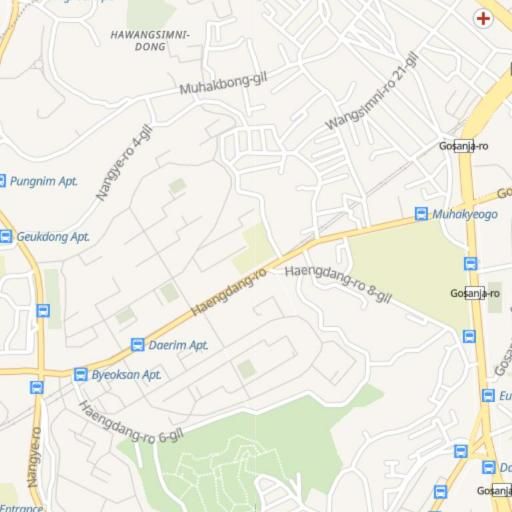 HAWANGSIMNI-
DONG
Muhakbong-gil
Wangsimni-ro 21-gil
Nangye-ro 4-gil
Gosanja-ro
Pungnim Apt.
Muhakyeogo
Geukdong Apt.
Haengdang-ro 8-gil
Haengdang-ro
Gosanja-ro
Daerim Apt.
Byeoksan Apt.
Haengdang-ro 6-gil
Nangye-ro
Entrance
Gosanja-ro